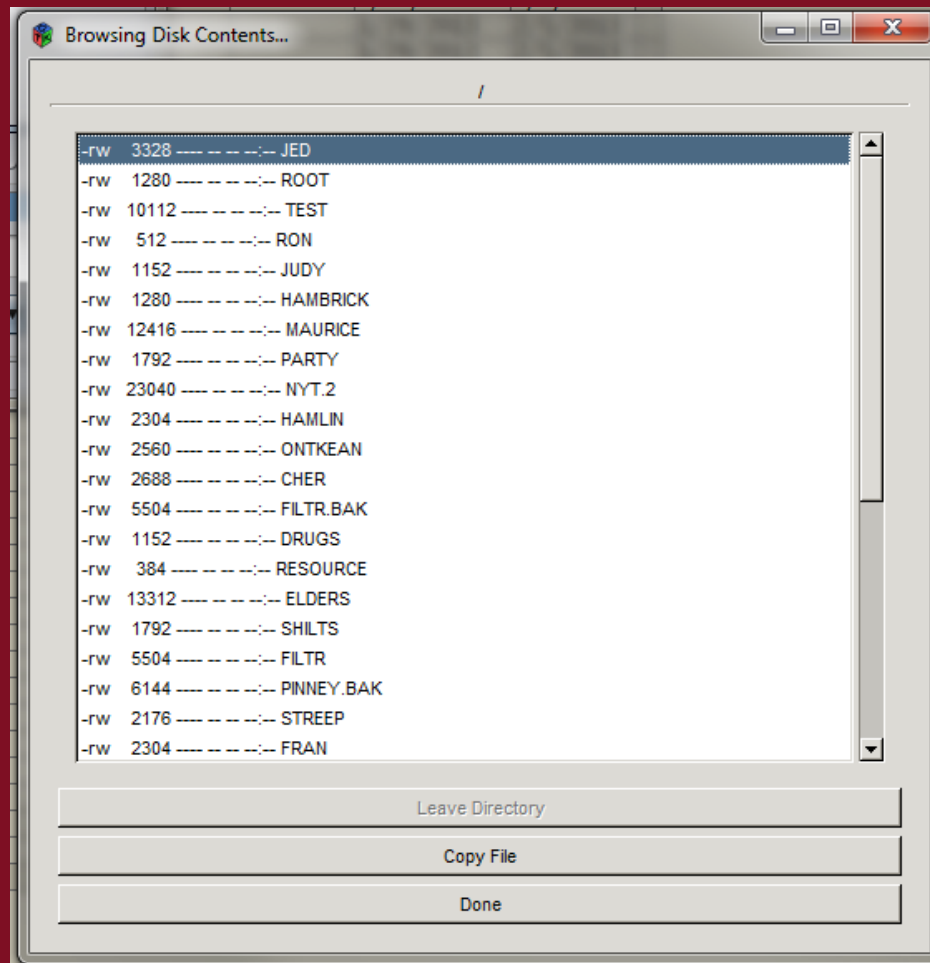 Browsing Disk Contents...
/
-rw 3328 ---- -- -- --:-- JED
-rw 1280 ---- -- -- --:-- ROOT
-rw 10112 ---- -- -- --:-- TEST
-rw 512 ---- -- -- --:-- RON
-rw 1152 ---- -- -- --:-- JUDY
-rw 1280 ---- -- -- --:-- HAMBRICK
-rw 12416 ---- -- -- --:-- MAURICE
-rw 1792 ---- -- -- --:-- PARTY
-rw 23040 ---- -- -- --:-- NYT.2
-rw 2304 ---- -- -- --:-- HAMLIN
-rw 2560 ---- -- -- --:-- ONTKEAN
-rw 2688 ---- -- -- --:-- CHER
-rw 5504 ---- -- -- --:-- FILTR.BAK
-rw 1152 ---- -- -- --:-- DRUGS
-rw 384 ---- -- -- --:-- RESOURCE
-rw 13312 ---- -- -- --:-- ELDERS
-rw 1792 ---- -- -- --:-- SHILTS
-rw 5504 ---- -- -- --:-- FILTR
-rw 6144 ---- -- -- --:-- PINNEY.BAK
-rw 2176 ---- -- -- --:-- STREEP
-rw 2304 ---- -- -- --:-- FRAN
Leave Directory
Copy File
Done